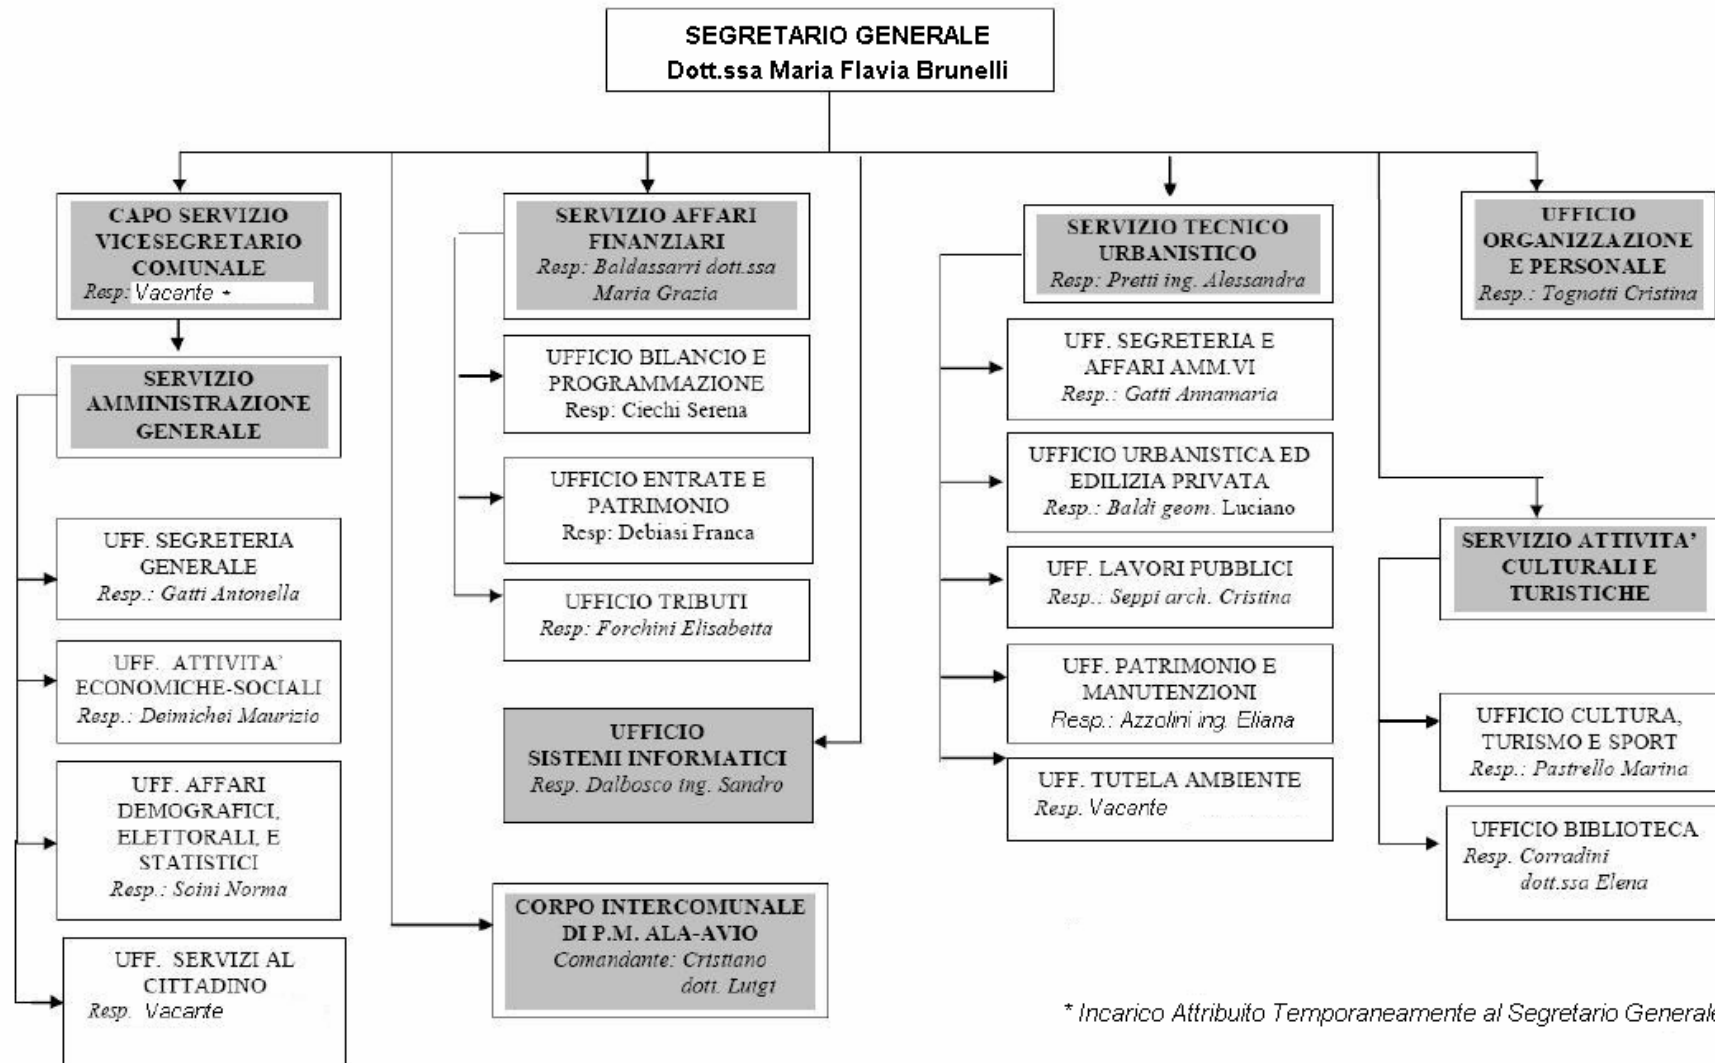 SEGRETARIO GENERALE
Dott.ssa Maria Flavia Brunelli
CAPO SERVIZIO
VICESEGRETARIO
COMUNALE
Resp: Vacante *
SERVIZIO
AMMINISTRAZIONE
GENERALE
UFF. SEGRETERIA
GENERALE
Resp.: Gatti Antonella
UFF. ATTIVITA'
ECONOMICHE-SOCIALI
Resp.: Deimichei Maurizio
UFF. AFFARI
DEMOGRAFICI,
ELETTORALI, E
STATISTICI
Resp.: Soini Norma
UFF. SERVIZI AL
CITTADINO
Resp. Vacante
SERVIZIO AFFARI
FINANZIARI
Resp: Baldassarri dott.ssa
Maria Grazia
UFFICIO BILANCIO E
PROGRAMMAZIONE
Resp: Ciechi Serena
UFFICIO ENTRATE E
PATRIMONIO
Resp: Debiasi Franca
UFFICIO TRIBUTI
Resp: Forchini Elisabetta
UFFICIO
SISTEMI INFORMATICI
Resp. Dalbosco ing. Sandro
CORPO INTERCOMUNALE
DI P.M. ALA-AVIO
Comandante: Cristiano
dott. Luigi
SERVIZIO TECNICO
URBANISTICO
Resp: Pretti ing. Alessandra
UFF. SEGRETERIA E
AFFARI AMM.VI
Resp.: Gatti Annamaria
UFFICIO URBANISTICA ED
EDILIZIA PRIVATA
Resp.: Baldi geom. Luciano
UFF. LAVORI PUBBLICI
Resp.: Seppi arch. Cristina
UFF. PATRIMONIO E
MANUTENZIONI
Resp.: Azzolini ing. Eliana
UFF. TUTELA AMBIENTE
Resp. Vacante
UFFICIO
ORGANIZZAZIONE
E PERSONALE
Resp.: Tognotti Cristina
SERVIZIO ATTIVITA'
CULTURALI E
TURISTICHE
UFFICIO CULTURA,
TURISMO E SPORT
Resp.: Pastrello Marina
UFFICIO BIBLIOTECA
Resp. Corradini
dott.ssa Elena
* Incarico Attribuito Temporaneamente al Segretario Generale